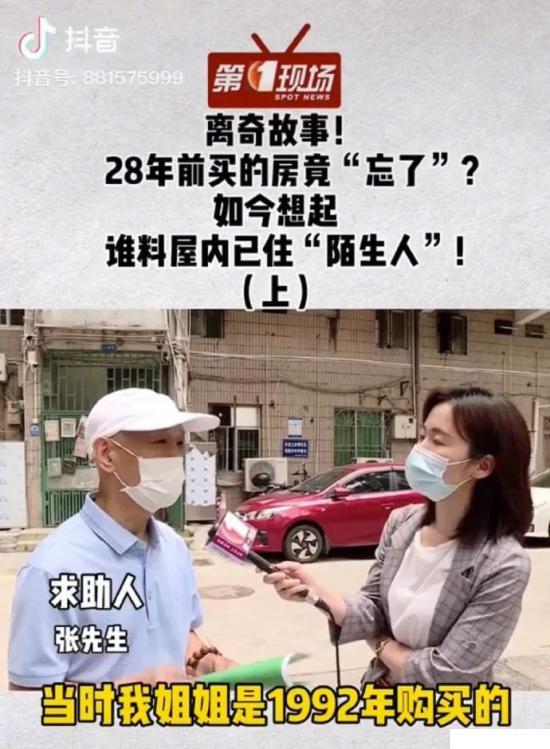 抖音
抖音号: 881575999
第1现场
SPOT NEWS
离奇故事！
28年前买的房竟“忘了”？
如今想起
谁料屋内已住“陌生人”！
（上）
求助人
张先生
当时我姐姐是1992年购买的